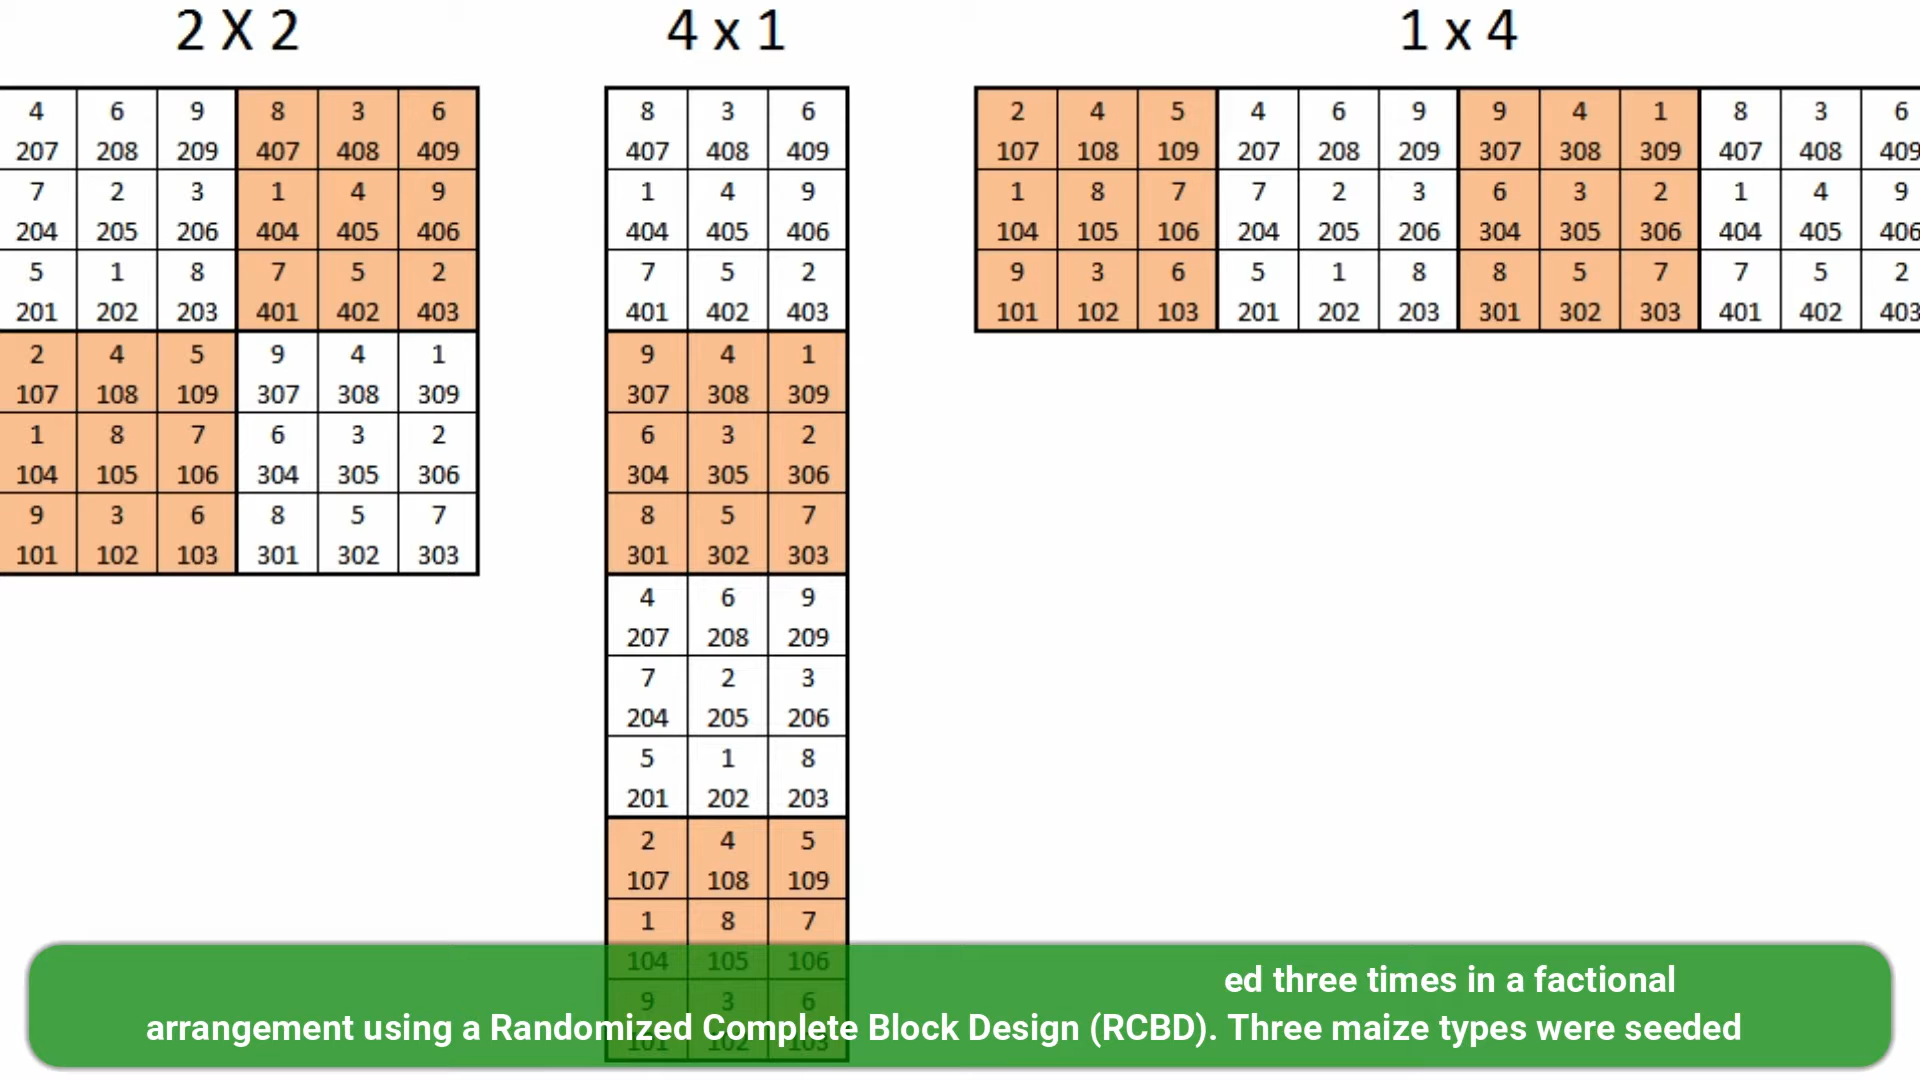 2 X 2
4 6 9 8 3 6
207 208 209 407 408 409
7 2 3 1 4 9
204 205 206 404 405 406
5 1 8 7 5 2
201 202 203 401 402 403
2 4 5 9 4 1
107 108 109 307 308 309
1 8 7 6 3 2
104 105 106 304 305 306
9 3 6 8 5 7
101 102 103 301 302 303
4 x 1
8 3 6
407 408 409
1 4 9
404 405 406
7 5 2
401 402 403
9 4 1
307 308 309
6 3 2
304 305 306
8 5 7
301 302 303
4 6 9
207 208 209
7 2 3
204 205 206
5 1 8
201 202 203
2 4 5
107 108 109
1 8 7
104 105 106
9 3 6
101 102 103
1 x 4
2 4 5 4 6 9 9 4 1 8 3 6
107 108 109 207 208 209 307 308 309 407 408 409
1 8 7 7 2 3 6 3 2 1 4 9
104 105 106 204 205 206 304 305 306 404 405 406
9 3 6 5 1 8 8 5 7 7 5 2
101 102 103 201 202 203 301 302 303 401 402 403
ed three times in a factional
arrangement using a Randomized Complete Block Design (RCBD). Three maize types were seeded